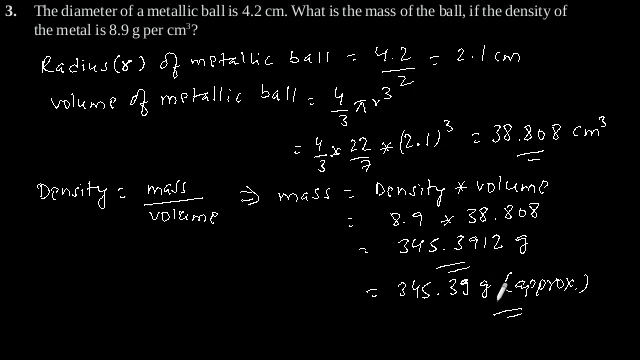 3. The diameter of a metallic ball is 4.2 cm. What is the mass of the ball, if the density of
the metal is 8.9 g per cm³?
Radius(r) of metallic ball = 4.2/2 = 2.1 cm
volume of metallic ball = 4/3 πr³
= 4/3 * 22/7 * (2.1)³ = 38.808 cm³
Density = mass/volume ⇒ mass = Density * volume
= 8.9 * 38.808
= 345.3912 g
= 345.39 g (approx.)